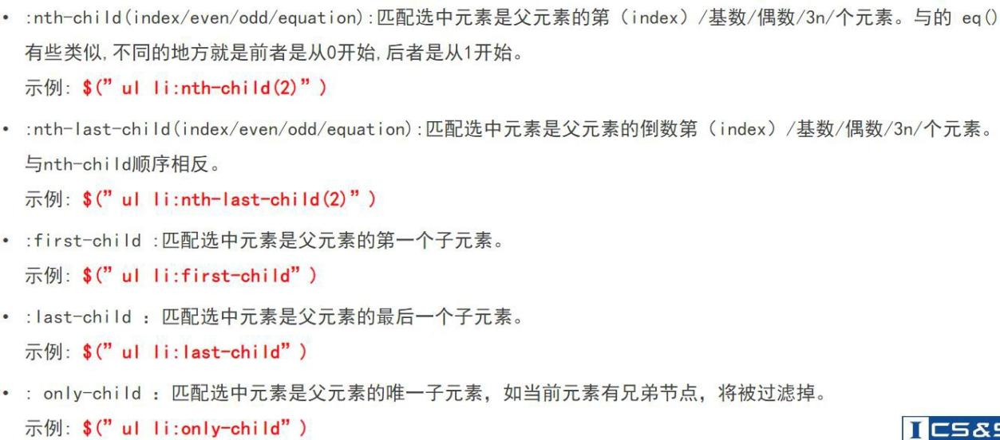 • :nth-child(index/even/odd/equation):匹配选中元素是父元素的第（index）/基数/偶数/3n/个元素。与的 eq()
有些类似,不同的地方就是前者是从0开始,后者是从1开始。
示例: $(”ul li:nth-child(2)”)
• :nth-last-child(index/even/odd/equation):匹配选中元素是父元素的倒数第（index）/基数/偶数/3n/个元素。
与nth-child顺序相反。
示例: $(”ul li:nth-last-child(2)”)
• :first-child :匹配选中元素是父元素的第一个子元素。
示例: $(”ul li:first-child”)
• :last-child ：匹配选中元素是父元素的最后一个子元素。
示例: $(”ul li:last-child”)
• : only-child ：匹配选中元素是父元素的唯一子元素，如当前元素有兄弟节点，将被过滤掉。
示例: $(”ul li:only-child”)
ICS&S